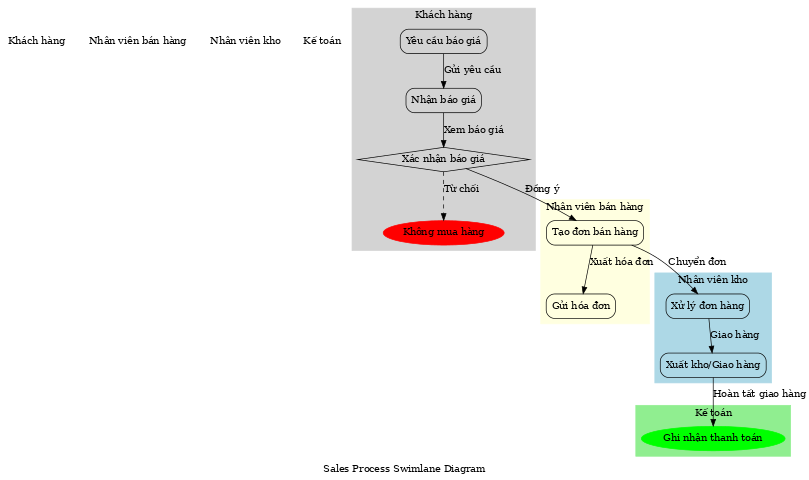 Khách hàng
Khách hàng
Nhân viên bán hàng
Nhân viên kho
Kế toán
Yêu cầu báo giá
Gửi yêu cầu
Nhận báo giá
Xem báo giá
Xác nhận báo giá
Từ chối
Đồng ý
Nhân viên bán hàng
Không mua hàng
Tạo đơn bán hàng
Xuất hóa đơn
Chuyển đơn
Nhân viên kho
Gửi hóa đơn
Xử lý đơn hàng
Giao hàng
Xuất kho/Giao hàng
Hoàn tất giao hàng
Kế toán
Ghi nhận thanh toán
Sales Process Swimlane Diagram